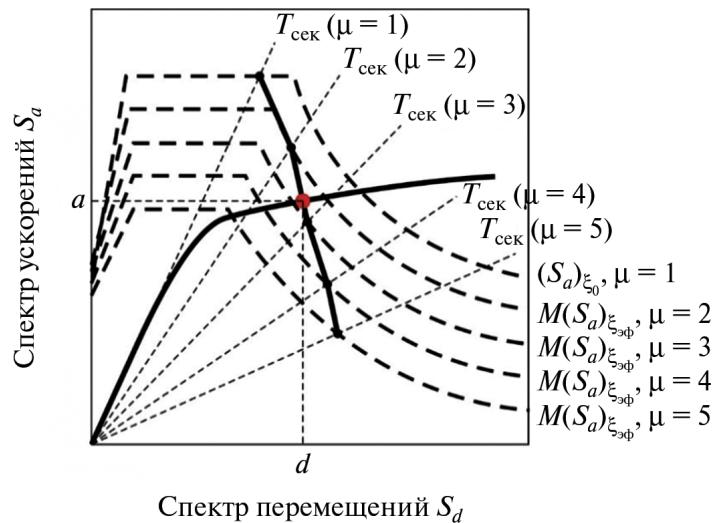 T_сек (μ = 1)
T_сек (μ = 2)
T_сек (μ = 3)
T_сек (μ = 4)
T_сек (μ = 5)
(S_a)_ξ₀, μ = 1
M(S_a)_ξэф, μ = 2
M(S_a)_ξэф, μ = 3
M(S_a)_ξэф, μ = 4
M(S_a)_ξэф, μ = 5
Спектр ускорений S_a
a
d
Спектр перемещений S_d